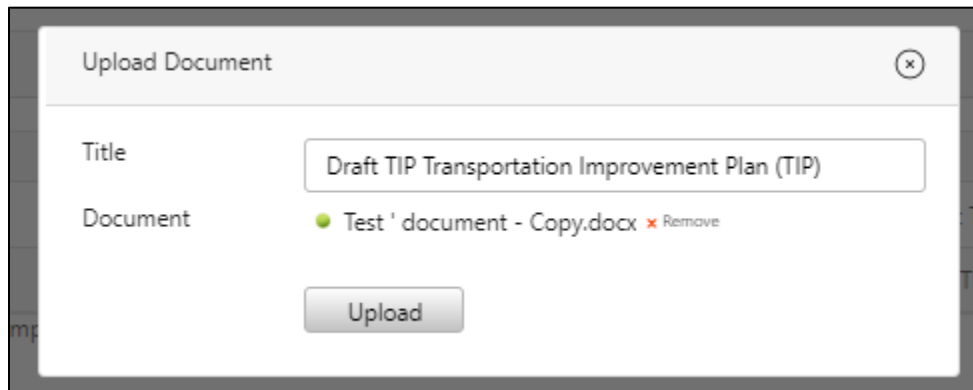 Upload Document
Title
Draft TIP Transportation Improvement Plan (TIP)
Document
Test ' document - Copy.docx × Remove
Upload